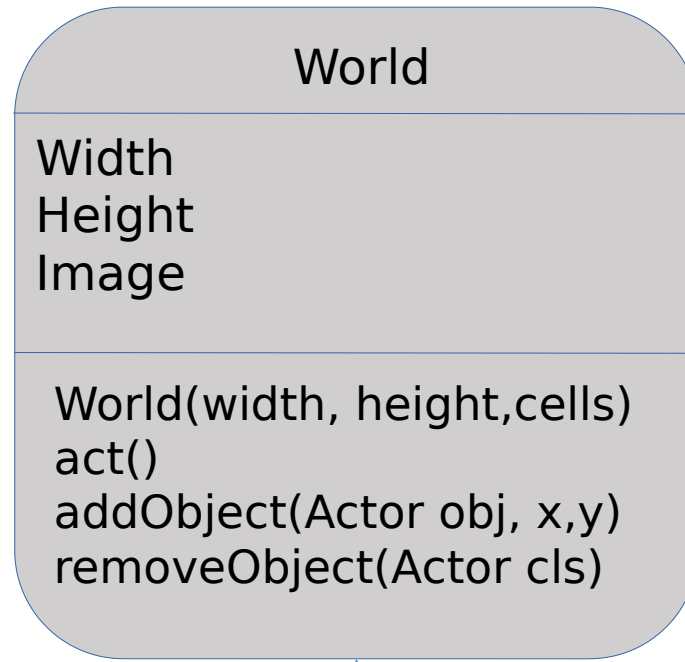 World
Width
Height
Image
World(width, height,cells)
act()
addObject(Actor obj, x,y)
removeObject(Actor cls)